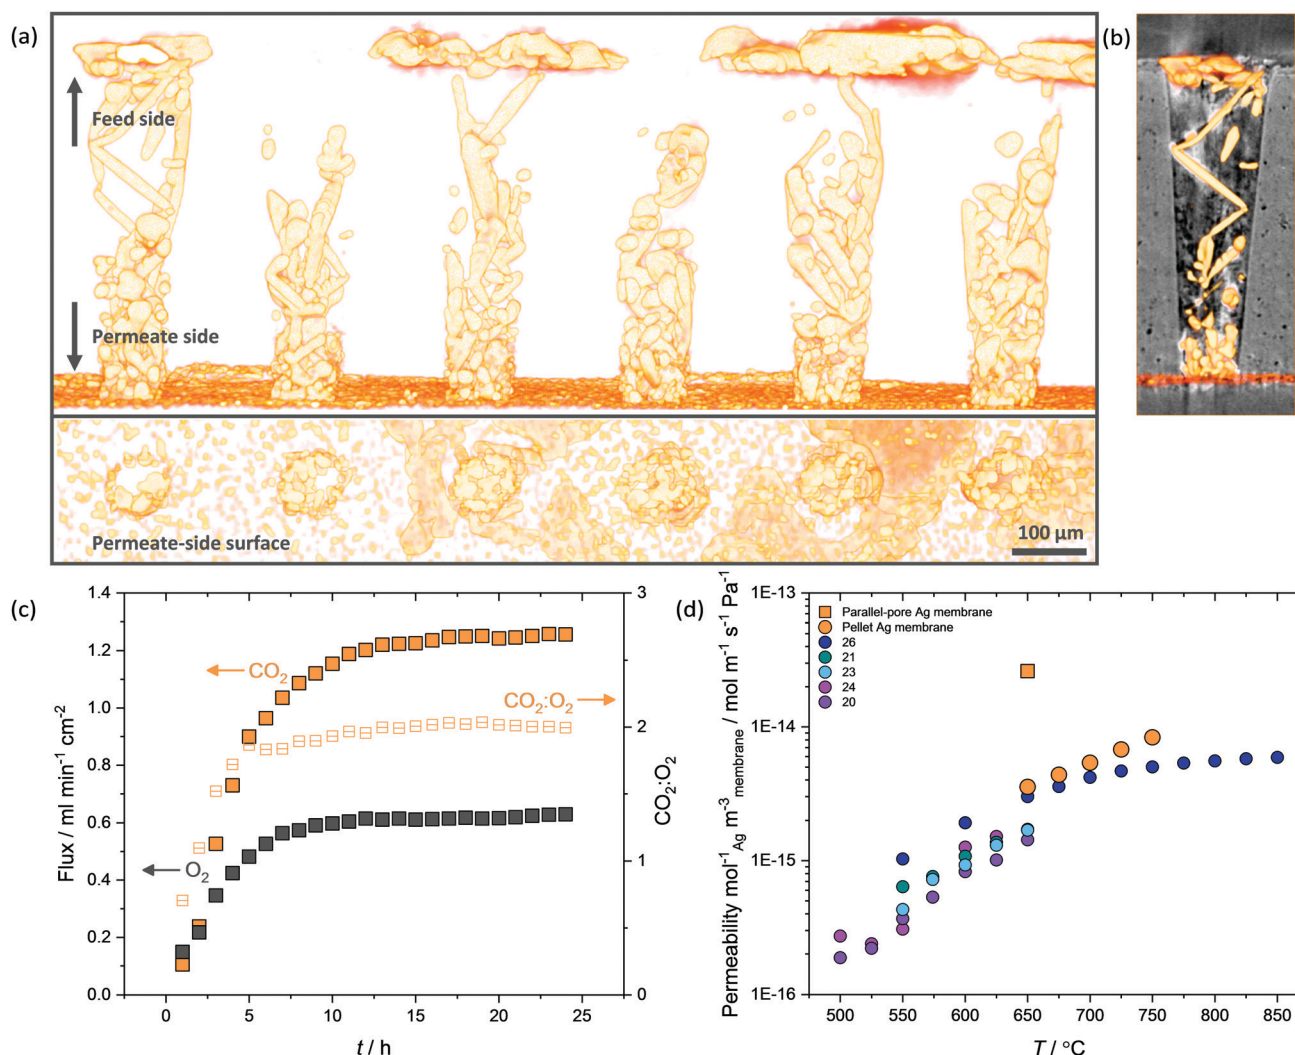 (a)
Feed side
Permeate side
Permeate-side surface
100 µm
(b)
(c)
Flux / ml min⁻¹ cm⁻²
1.4
1.2
1.0
0.8
0.6
0.4
0.2
0.0
CO₂
CO₂:O₂
O₂
3
2
1
0
CO₂:O₂
0 5 10 15 20 25
t / h
(d)
Permeability mol⁻¹Ag m⁻³membrane / mol m⁻¹ s⁻¹ Pa⁻¹
1E-13
1E-14
1E-15
1E-16
Parallel-pore Ag membrane
Pellet Ag membrane
26
21
23
24
20
500 550 600 650 700 750 800 850
T / °C